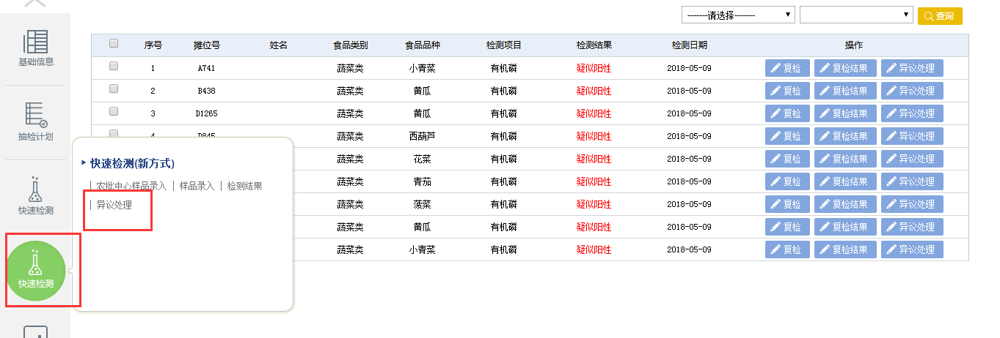 -------请选择-------
查询
序号 摊位号 姓名 食品类别 食品品种 检测项目 检测结果 检测日期 操作
1 A741 蔬菜类 小青菜 有机磷 疑似阳性 2018-05-09 复检 复检结果 异议处理
2 B438 蔬菜类 黄瓜 有机磷 疑似阳性 2018-05-09 复检 复检结果 异议处理
3 D1265 蔬菜类 黄瓜 有机磷 疑似阳性 2018-05-09 复检 复检结果 异议处理
4 D845 蔬菜类 西葫芦 有机磷 疑似阳性 2018-05-09 复检 复检结果 异议处理
蔬菜类 花菜 有机磷 疑似阳性 2018-05-09 复检 复检结果 异议处理
蔬菜类 青茄 有机磷 疑似阳性 2018-05-09 复检 复检结果 异议处理
蔬菜类 菠菜 有机磷 疑似阳性 2018-05-09 复检 复检结果 异议处理
蔬菜类 黄瓜 有机磷 疑似阳性 2018-05-09 复检 复检结果 异议处理
蔬菜类 小青菜 有机磷 疑似阳性 2018-05-09 复检 复检结果 异议处理
基础信息
抽检计划
快速检测
快速检测
快速检测(新方式)
农批中心样品录入 | 样品录入 | 检测结果
异议处理